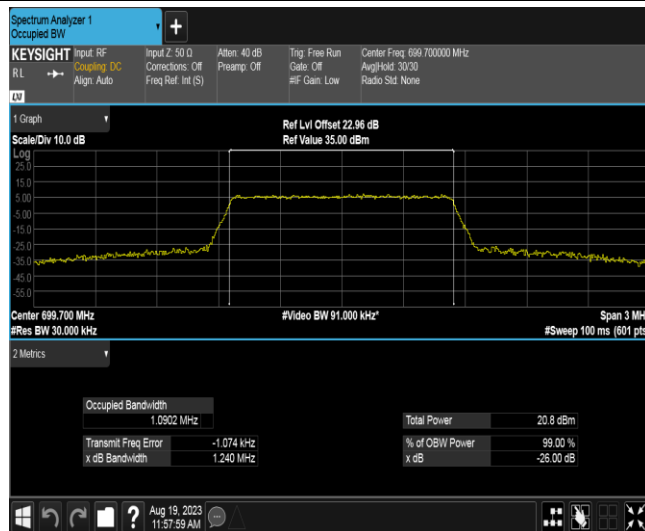 Spectrum Analyzer 1
Occupied BW
KEYSIGHT
RL
LXI
Input: RF
Coupling: DC
Align: Auto
Input Z: 50 Ω
Corrections: Off
Freq Ref: Int (S)
Atten: 40 dB
Preamp: Off
Trig: Free Run
Gate: Off
#IF Gain: Low
Center Freq: 699.700000 MHz
Avg|Hold: 30/30
Radio Std: None
1 Graph
Scale/Div 10.0 dB
Ref Lvl Offset 22.96 dB
Ref Value 35.00 dBm
Log
25.0
15.0
5.00
-5.00
-15.0
-25.0
-35.0
-45.0
-55.0
Center 699.700 MHz
#Video BW 91.000 kHz*
Span 3 MH
#Res BW 30.000 kHz
#Sweep 100 ms (601 pts
2 Metrics
Occupied Bandwidth
1.0902 MHz
Total Power 20.8 dBm
Transmit Freq Error -1.074 kHz
% of OBW Power 99.00 %
x dB Bandwidth 1.240 MHz
x dB -26.00 dB
?
Aug 19, 2023
11:57:59 AM